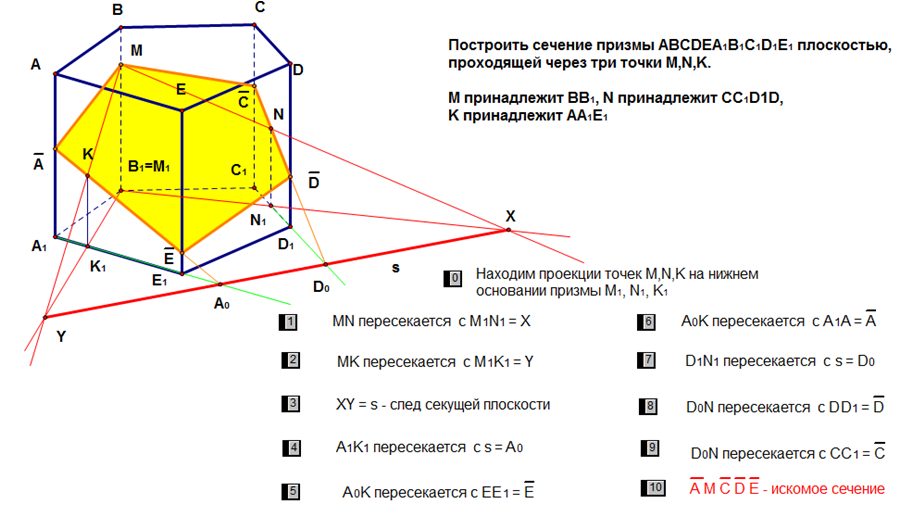 B
C
M
A
D
E
C̅
N
K
A̅
B1=M1
C1
D̅
N1
X
A1
D1
K1
E̅
E1
s
D0
A0
Y
Построить сечение призмы ABCDEA1B1C1D1E1 плоскостью,
проходящей через три точки M,N,K.
M принадлежит BB1, N принадлежит CC1D1D,
K принадлежит AA1E1
0 Находим проекции точек M,N,K на нижнем
основании призмы M1, N1, K1
1 MN пересекается с M1N1 = X
2 MK пересекается с M1K1 = Y
3 XY = s - след секущей плоскости
4 A1K1 пересекается с s = A0
5 A0K пересекается с EE1 = E̅
6 A0K пересекается с A1A = A̅
7 D1N1 пересекается с s = D0
8 D0N пересекается с DD1 = D̅
9 D0N пересекается с CC1 = C̅
10 A̅ M C̅ D̅ E̅ - искомое сечение